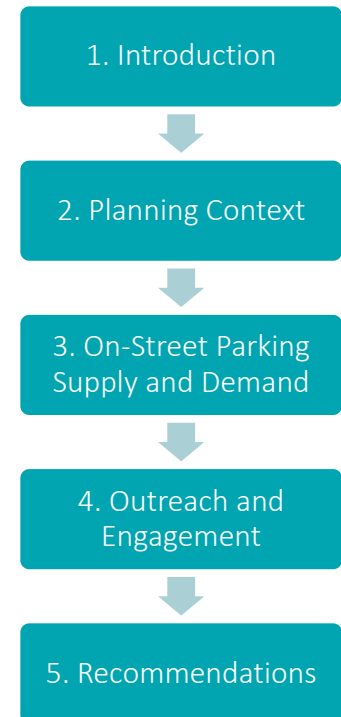 1. Introduction
2. Planning Context
3. On-Street Parking
Supply and Demand
4. Outreach and
Engagement
5. Recommendations